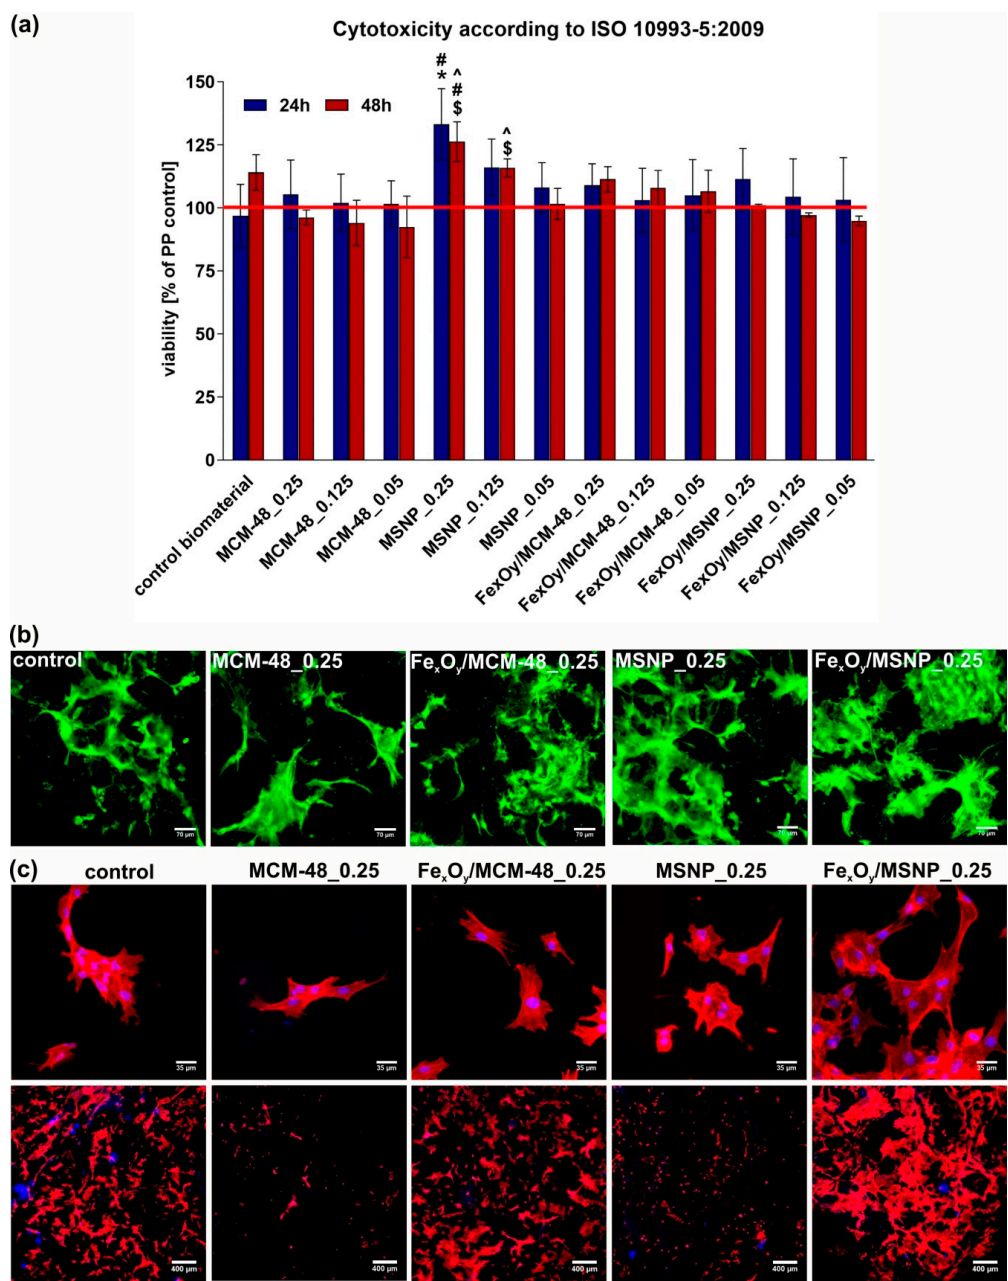 (a)
Cytotoxicity according to ISO 10993-5:2009
viability [% of PP control]
150
125
100
75
50
25
0
24h
48h
#
*
^
#
$
^
$
control biomaterial
MCM-48_0.25
MCM-48_0.125
MCM-48_0.05
MSNP_0.25
MSNP_0.125
MSNP_0.05
FexOy/MCM-48_0.25
FexOy/MCM-48_0.125
FexOy/MCM-48_0.05
FexOy/MSNP_0.25
FexOy/MSNP_0.125
FexOy/MSNP_0.05
(b)
control
MCM-48_0.25
FexOy/MCM-48_0.25
MSNP_0.25
FexOy/MSNP_0.25
70 µm
70 µm
70 µm
70 µm
70 µm
(c)
control
MCM-48_0.25
FexOy/MCM-48_0.25
MSNP_0.25
FexOy/MSNP_0.25
35 µm
35 µm
35 µm
35 µm
35 µm
400 µm
400 µm
400 µm
400 µm
400 µm